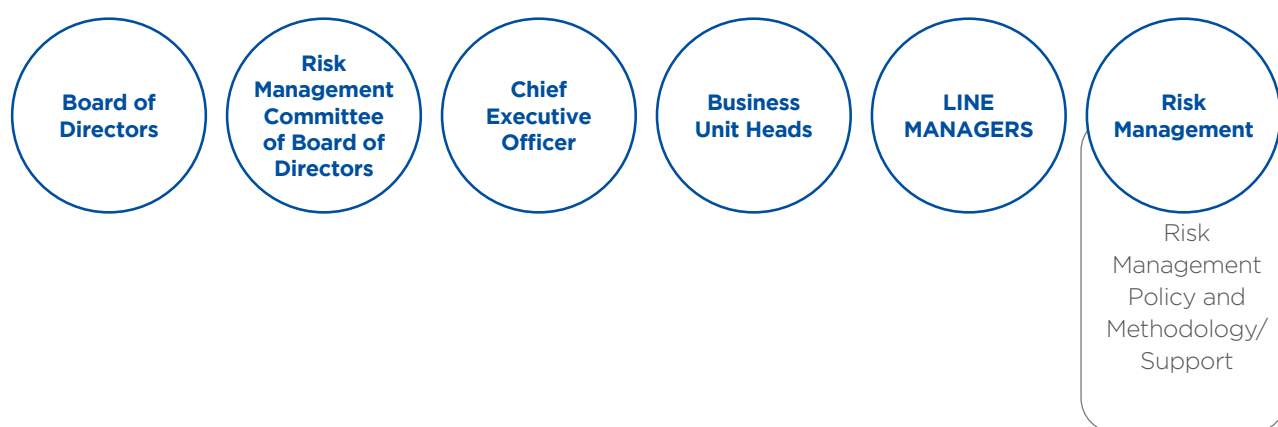 Board of
Directors
Risk
Management
Committee
of Board of
Directors
Chief
Executive
Officer
Business
Unit Heads
LINE
MANAGERS
Risk
Management
Risk
Management
Policy and
Methodology/
Support